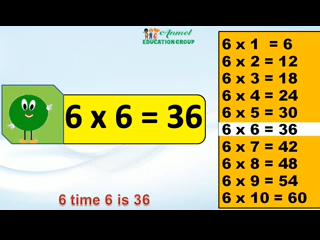 Anmol
EDUCATION GROUP
6 x 6 = 36
6 time 6 is 36
6 x 1 = 6
6 x 2 = 12
6 x 3 = 18
6 x 4 = 24
6 x 5 = 30
6 x 6 = 36
6 x 7 = 42
6 x 8 = 48
6 x 9 = 54
6 x 10 = 60